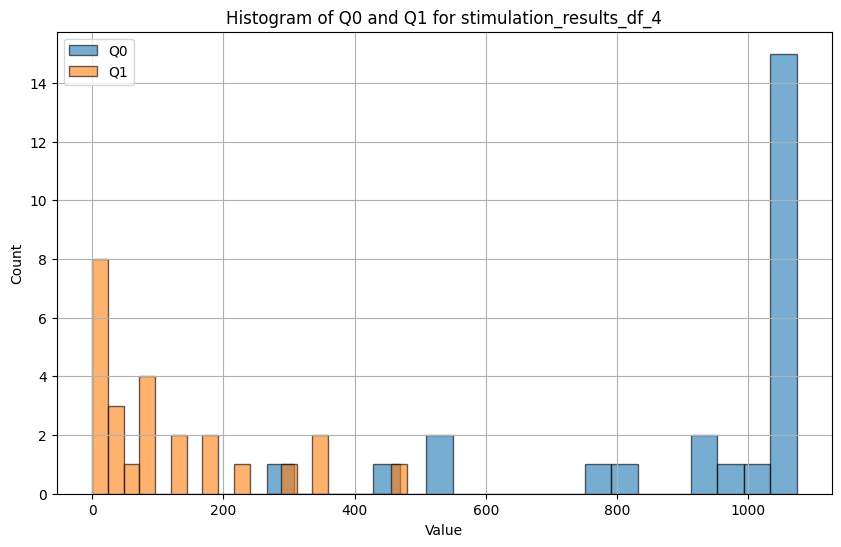 Histogram of Q0 and Q1 for stimulation_results_df_4
Q0
Q1
Count
14
12
10
8
6
4
2
0
0 200 400 600 800 1000
Value